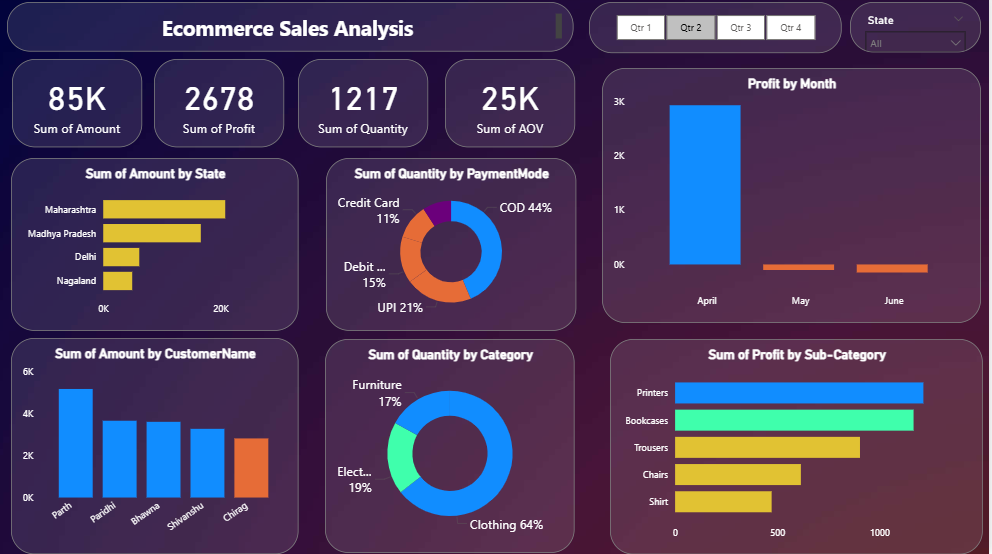 Ecommerce Sales Analysis
Qtr 1
Qtr 2
Qtr 3
Qtr 4
State
All
85K
Sum of Amount
2678
Sum of Profit
1217
Sum of Quantity
25K
Sum of AOV
Profit by Month
3K
2K
1K
0K
April
May
June
Sum of Amount by State
Maharashtra
Madhya Pradesh
Delhi
Nagaland
0K
20K
Sum of Quantity by PaymentMode
Credit Card
11%
COD 44%
Debit ...
15%
UPI 21%
Sum of Amount by CustomerName
6K
4K
2K
0K
Parth
Paridhi
Bhawna
Shivanshu
Chirag
Sum of Quantity by Category
Furniture
17%
Elect...
19%
Clothing 64%
Sum of Profit by Sub-Category
Printers
Bookcases
Trousers
Chairs
Shirt
0
500
1000